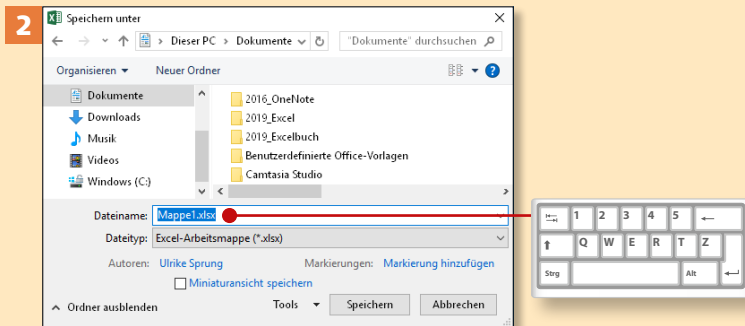 2
Speichern unter
Dieser PC > Dokumente
"Dokumente" durchsuchen
Organisieren
Neuer Ordner
Dokumente
Downloads
Musik
Videos
Windows (C:)
2016_OneNote
2019_Excel
2019_Excelbuch
Benutzerdefinierte Office-Vorlagen
Camtasia Studio
Dateiname: Mappe1.xlsx
Dateityp: Excel-Arbeitsmappe (*.xlsx)
Autoren: Ulrike Sprung
Markierungen: Markierung hinzufügen
Miniaturansicht speichern
Ordner ausblenden
Tools
Speichern
Abbrechen
1 2 3 4 5
Q W E R T Z
Strg Alt